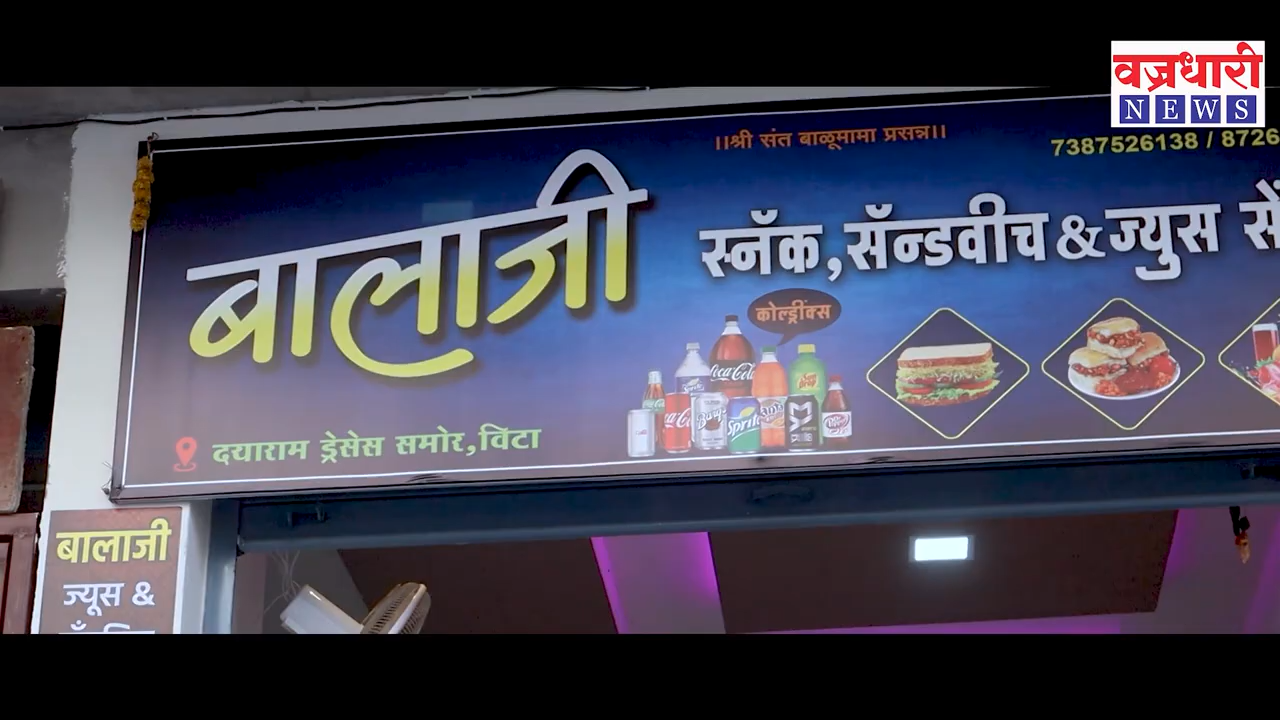 वज्रधारी
NEWS
।।श्री संत बाळूमामा प्रसन्न।।
7387526138 / 8726
बालाजी
स्नॅक, सॅन्डवीच & ज्युस सें
कोल्ड्रींक्स
Coca-Cola
Sprite
दयाराम ड्रेसेस समोर, विटा
बालाजी
ज्यूस &